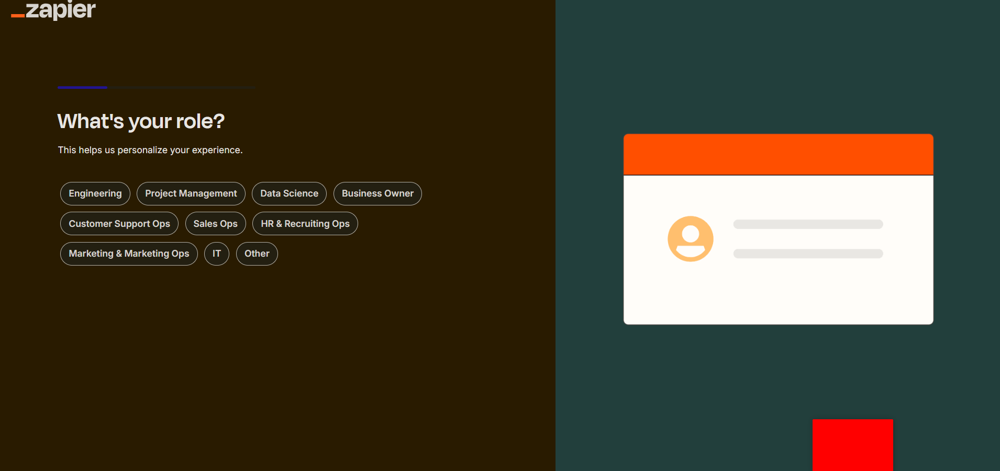 _zapier
What's your role?
This helps us personalize your experience.
Engineering Project Management Data Science Business Owner
Customer Support Ops Sales Ops HR & Recruiting Ops
Marketing & Marketing Ops IT Other